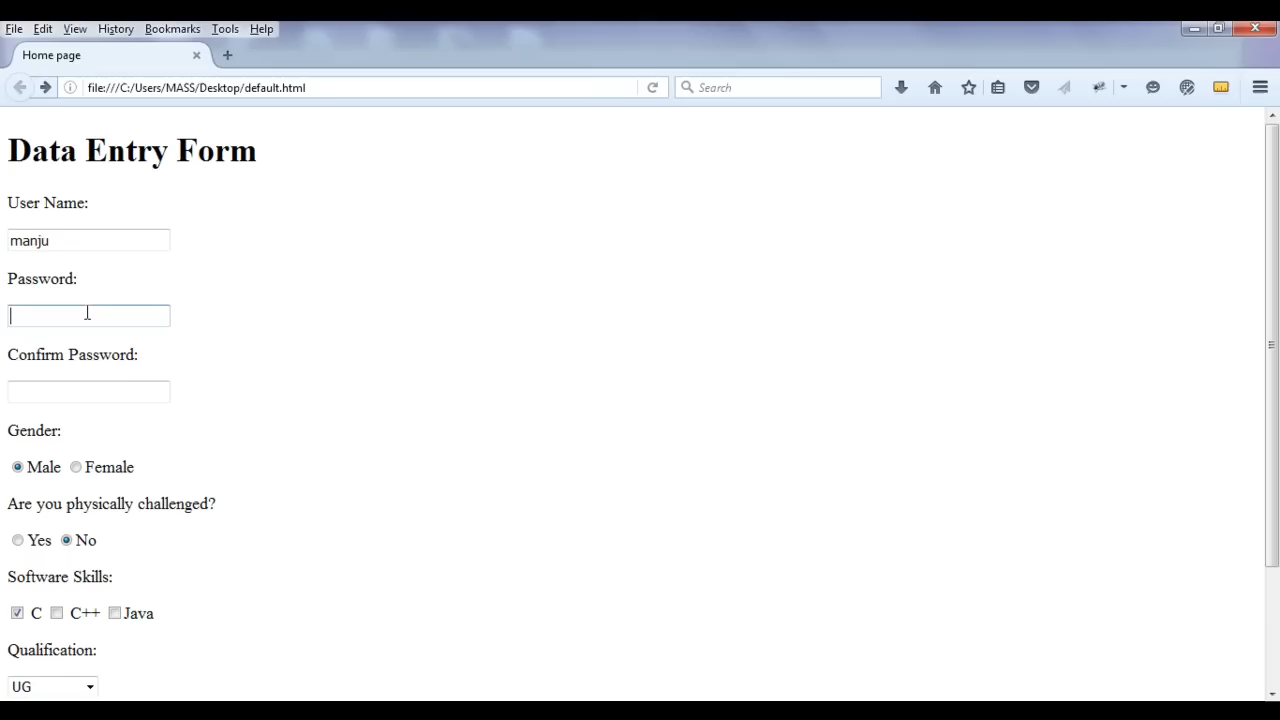 File Edit View History Bookmarks Tools Help
Home page
file:///C:/Users/MASS/Desktop/default.html
Search
Data Entry Form
User Name:
manju
Password:
Confirm Password:
Gender:
Male Female
Are you physically challenged?
Yes No
Software Skills:
C C++ Java
Qualification:
UG